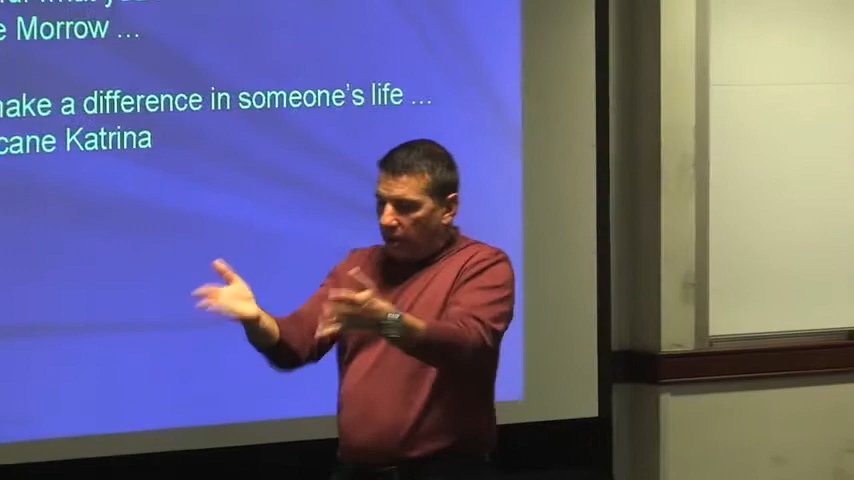 e Morrow ...
make a difference in someone's life ...
cane Katrina